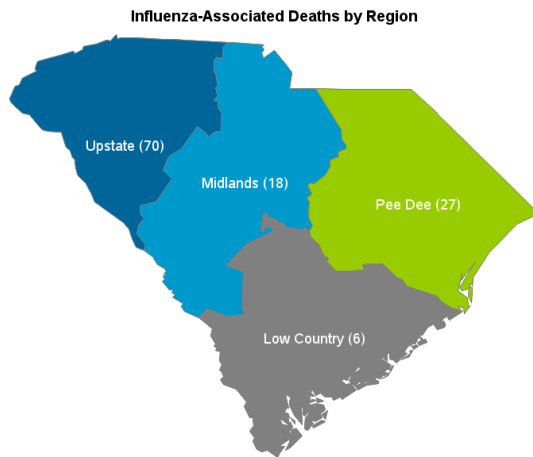 Influenza-Associated Deaths by Region
Upstate (70)
Midlands (18)
Pee Dee (27)
Low Country (6)